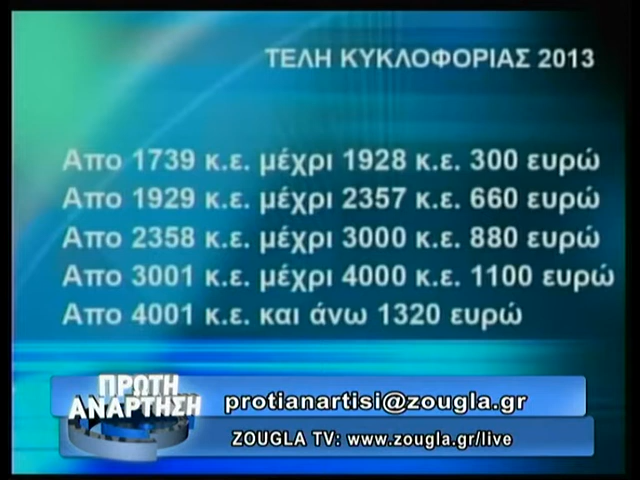 ΤΕΛΗ ΚΥΚΛΟΦΟΡΙΑΣ 2013
Απο 1739 κ.ε. μέχρι 1928 κ.ε. 300 ευρώ
Απο 1929 κ.ε. μέχρι 2357 κ.ε. 660 ευρώ
Απο 2358 κ.ε. μέχρι 3000 κ.ε. 880 ευρώ
Απο 3001 κ.ε. μέχρι 4000 κ.ε. 1100 ευρώ
Απο 4001 κ.ε. και άνω 1320 ευρώ
ΠΡΩΤΗ
ΑΝΑΡΤΗΣΗ
protianartisi@zougla.gr
ZOUGLA TV: www.zougla.gr/live